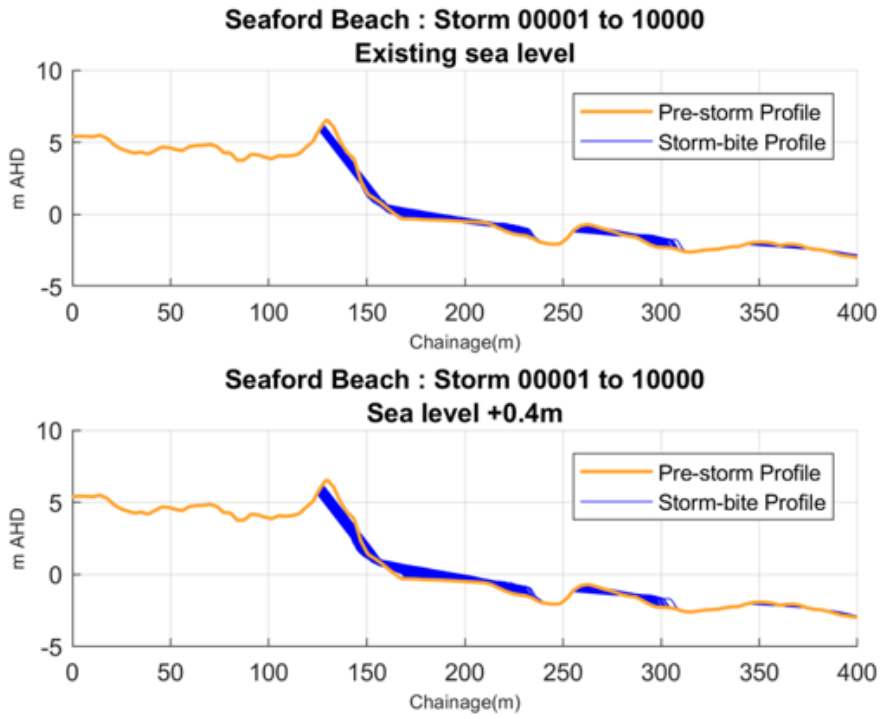 Seaford Beach : Storm 00001 to 10000
Existing sea level
10
5
0
-5
m AHD
Pre-storm Profile
Storm-bite Profile
0 50 100 150 200 250 300 350 400
Chainage(m)
Seaford Beach : Storm 00001 to 10000
Sea level +0.4m
10
5
0
-5
m AHD
Pre-storm Profile
Storm-bite Profile
0 50 100 150 200 250 300 350 400
Chainage(m)